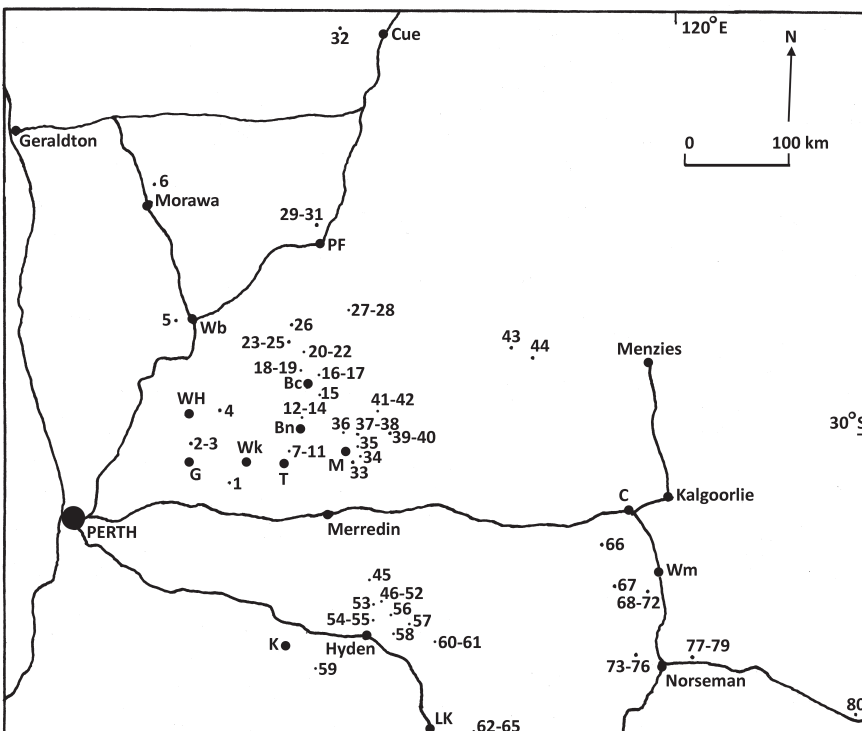 120°E
32
Cue
N
Geraldton
0 100 km
6
Morawa
29-31
PF
27-28
5
Wb
26
23-25
20-22
43
44
Menzies
18-19
16-17
Bc
15
WH
4
12-14
41-42
Bn
36
37-38
39-40
30°S
2-3
G
Wk
7-11
T
35
34
M
33
1
C
Kalgoorlie
PERTH
Merredin
66
Wm
45
46-52
53
56
67
68-72
54-55
57
58
Hyden
60-61
K
59
73-76
77-79
Norseman
80
LK
62-65